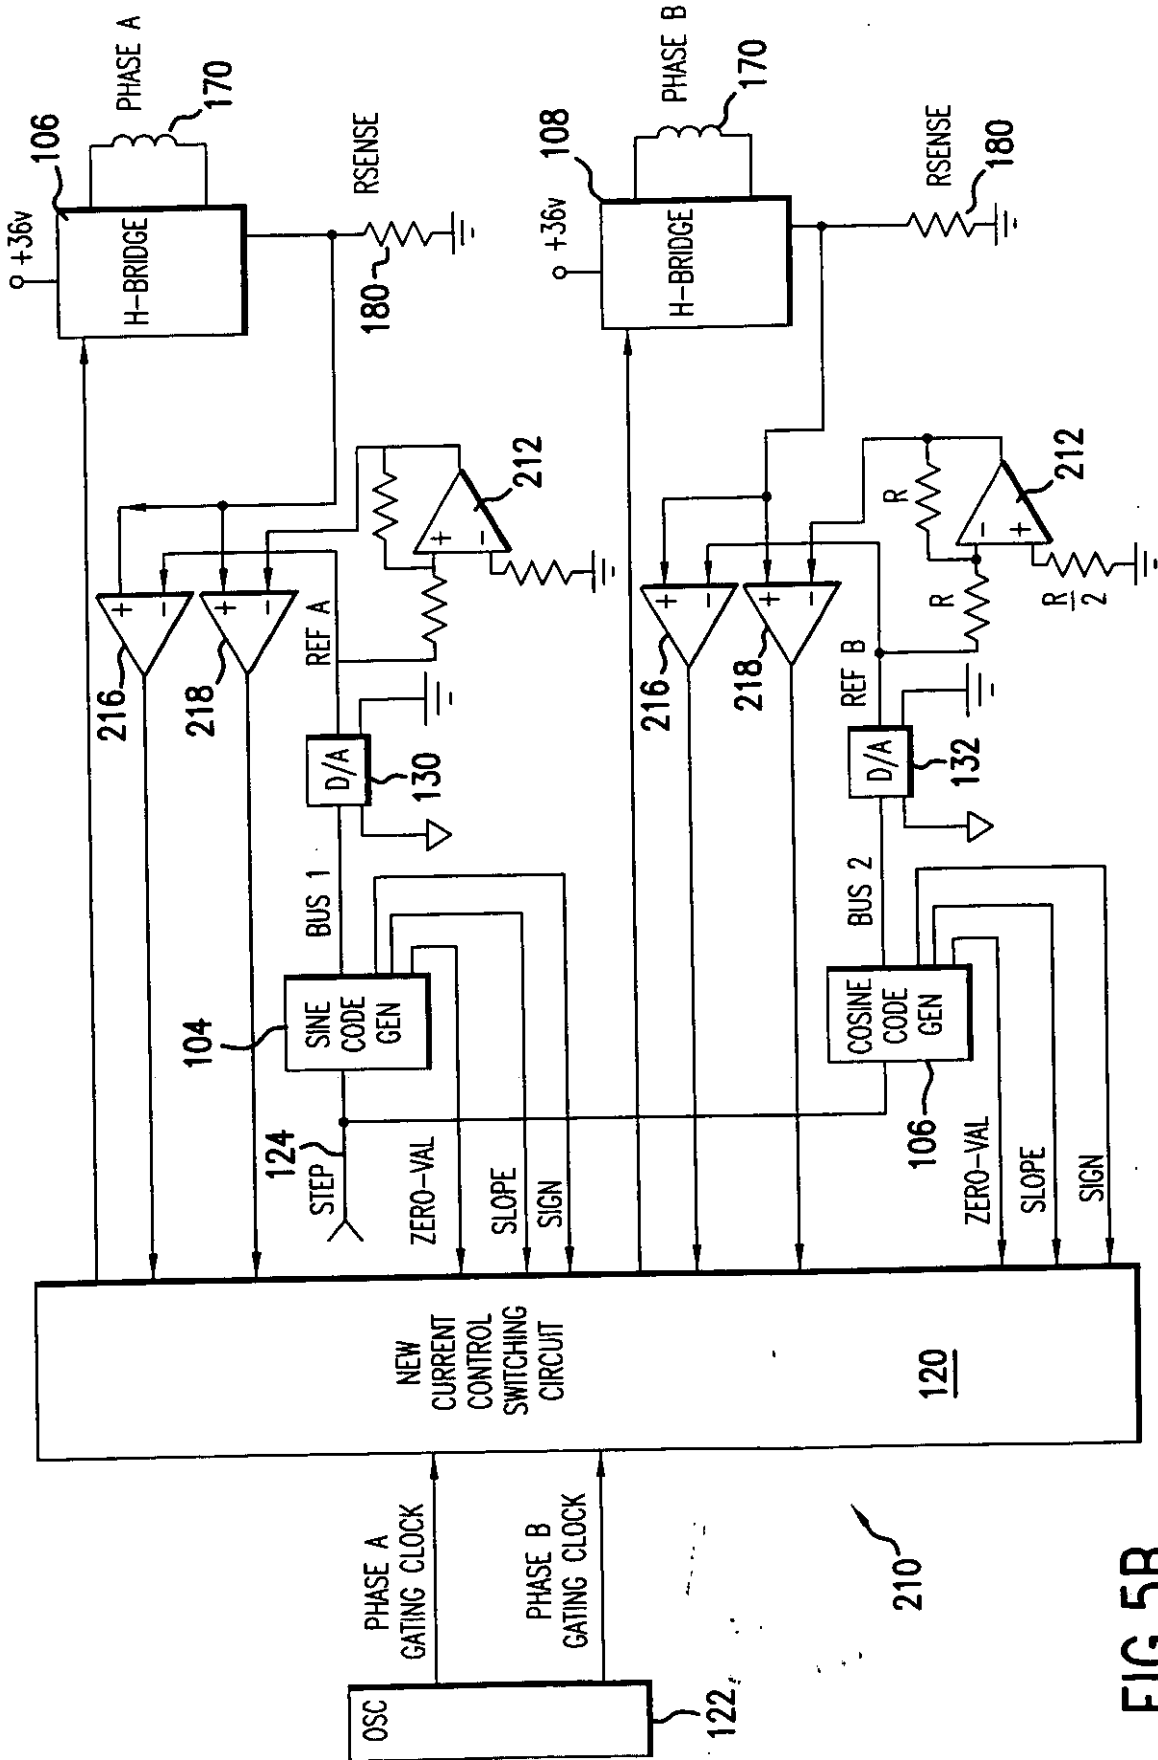 PHASE A
106
170
+36v
H-BRIDGE
RSENSE
180
212
+
-
+
-
+
-
216
218
REF A
D/A
130
BUS 1
SINE
CODE
GEN
104
124
STEP
ZERO-VAL
SLOPE
SIGN
PHASE B
108
170
+36v
H-BRIDGE
RSENSE
180
212
R
-
+
R
R
2
+
-
+
-
216
218
REF B
D/A
132
BUS 2
COSINE
CODE
GEN
106
ZERO-VAL
SLOPE
SIGN
NEW
CURRENT
CONTROL
SWITCHING
CIRCUIT
120
PHASE A
GATING CLOCK
PHASE B
GATING CLOCK
OSC
122
210
FIG. 5B